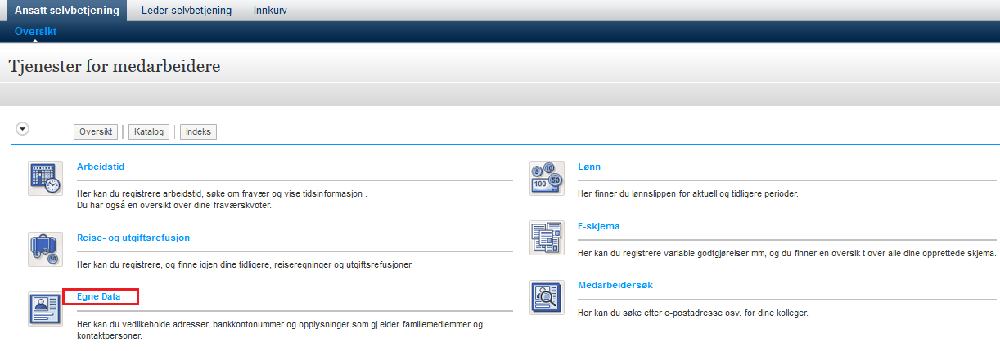 Ansatt selvbetjening Leder selvbetjening Innkurv
Oversikt
Tjenester for medarbeidere
Oversikt Katalog Indeks
Arbeidstid
Her kan du registrere arbeidstid, søke om fravær og vise tidsinformasjon .
Du har også en oversikt over dine fraværskvoter.
Reise- og utgiftsrefusjon
Her kan du registrere, og finne igjen dine tidligere, reiseregninger og utgiftsrefusjoner.
Egne Data
Her kan du vedlikeholde adresser, bankkontonummer og opplysninger som gj elder familiemedlemmer og
kontaktpersoner.
Lønn
Her finner du lønnslippen for aktuell og tidligere perioder.
E-skjema
Her kan du registrere variable godtgjørelser mm, og du finner en oversik t over alle dine opprettede skjema.
Medarbeidersøk
Her kan du søke etter e-postadresse osv. for dine kolleger.